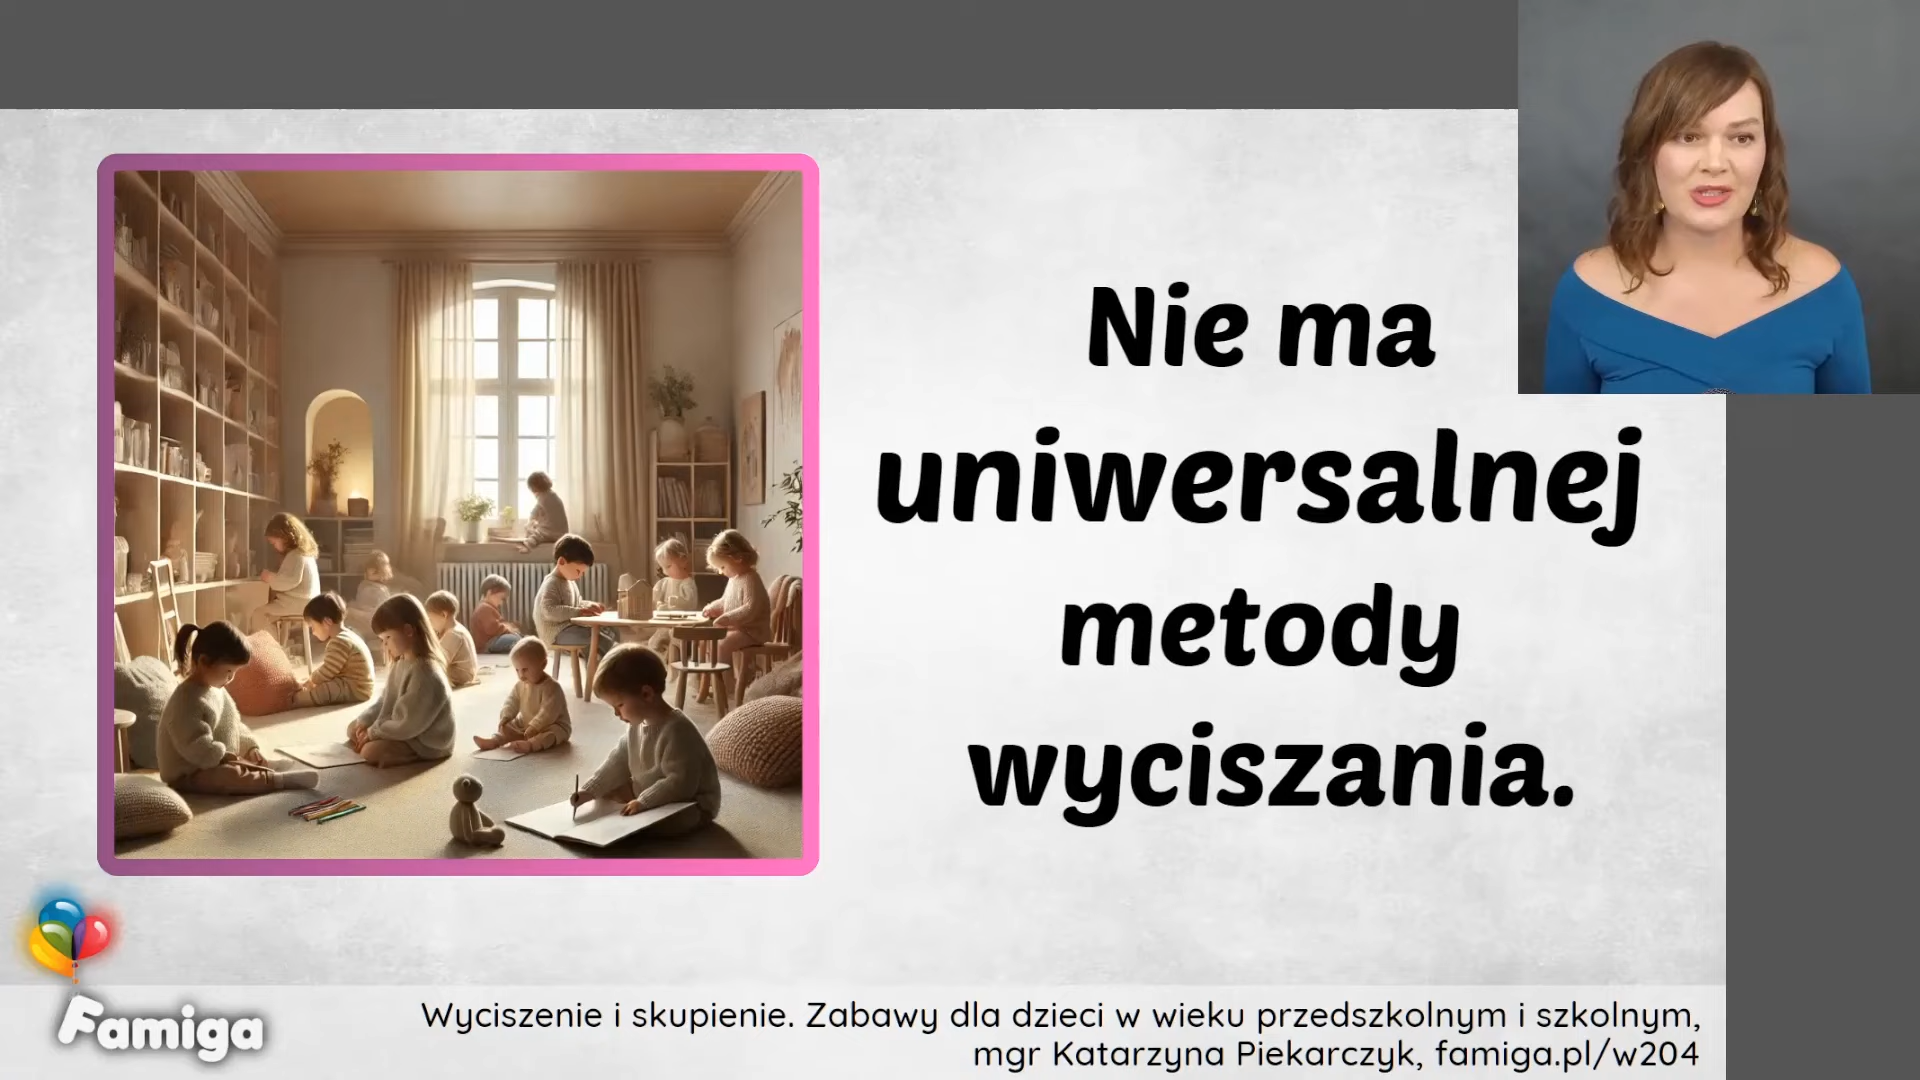 Nie ma
uniwersalnej
metody
wyciszania.
Famiga
Wyciszenie i skupienie. Zabawy dla dzieci w wieku przedszkolnym i szkolnym,
mgr Katarzyna Piekarczyk, famiga.pl/w204